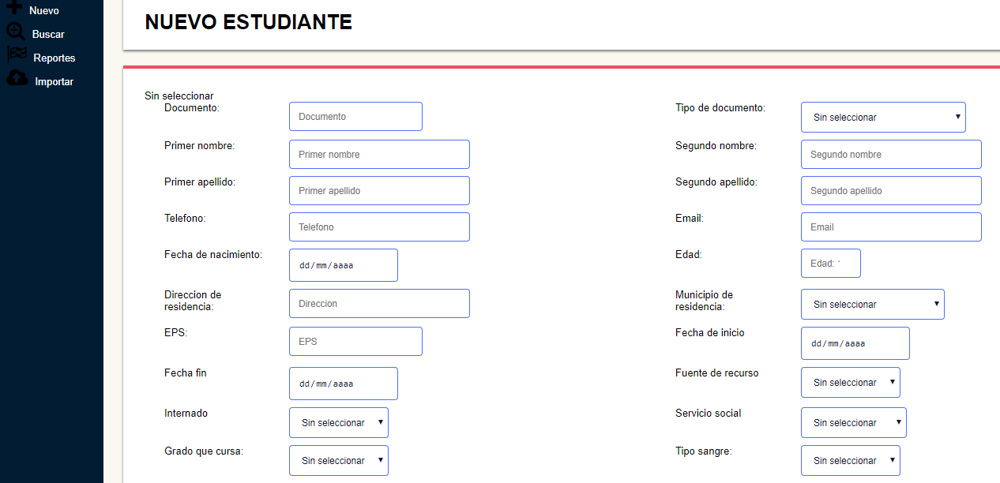 Nuevo
Buscar
Reportes
Importar
NUEVO ESTUDIANTE
Sin seleccionar
Documento: Documento Tipo de documento: Sin seleccionar
Primer nombre: Primer nombre Segundo nombre: Segundo nombre
Primer apellido: Primer apellido Segundo apellido: Segundo apellido
Telefono: Telefono Email: Email
Fecha de nacimiento: dd/mm/aaaa Edad: Edad:
Direccion de
residencia: Direccion Municipio de
residencia: Sin seleccionar
EPS: EPS Fecha de inicio dd/mm/aaaa
Fecha fin dd/mm/aaaa Fuente de recurso Sin seleccionar
Internado Sin seleccionar Servicio social Sin seleccionar
Grado que cursa: Sin seleccionar Tipo sangre: Sin seleccionar